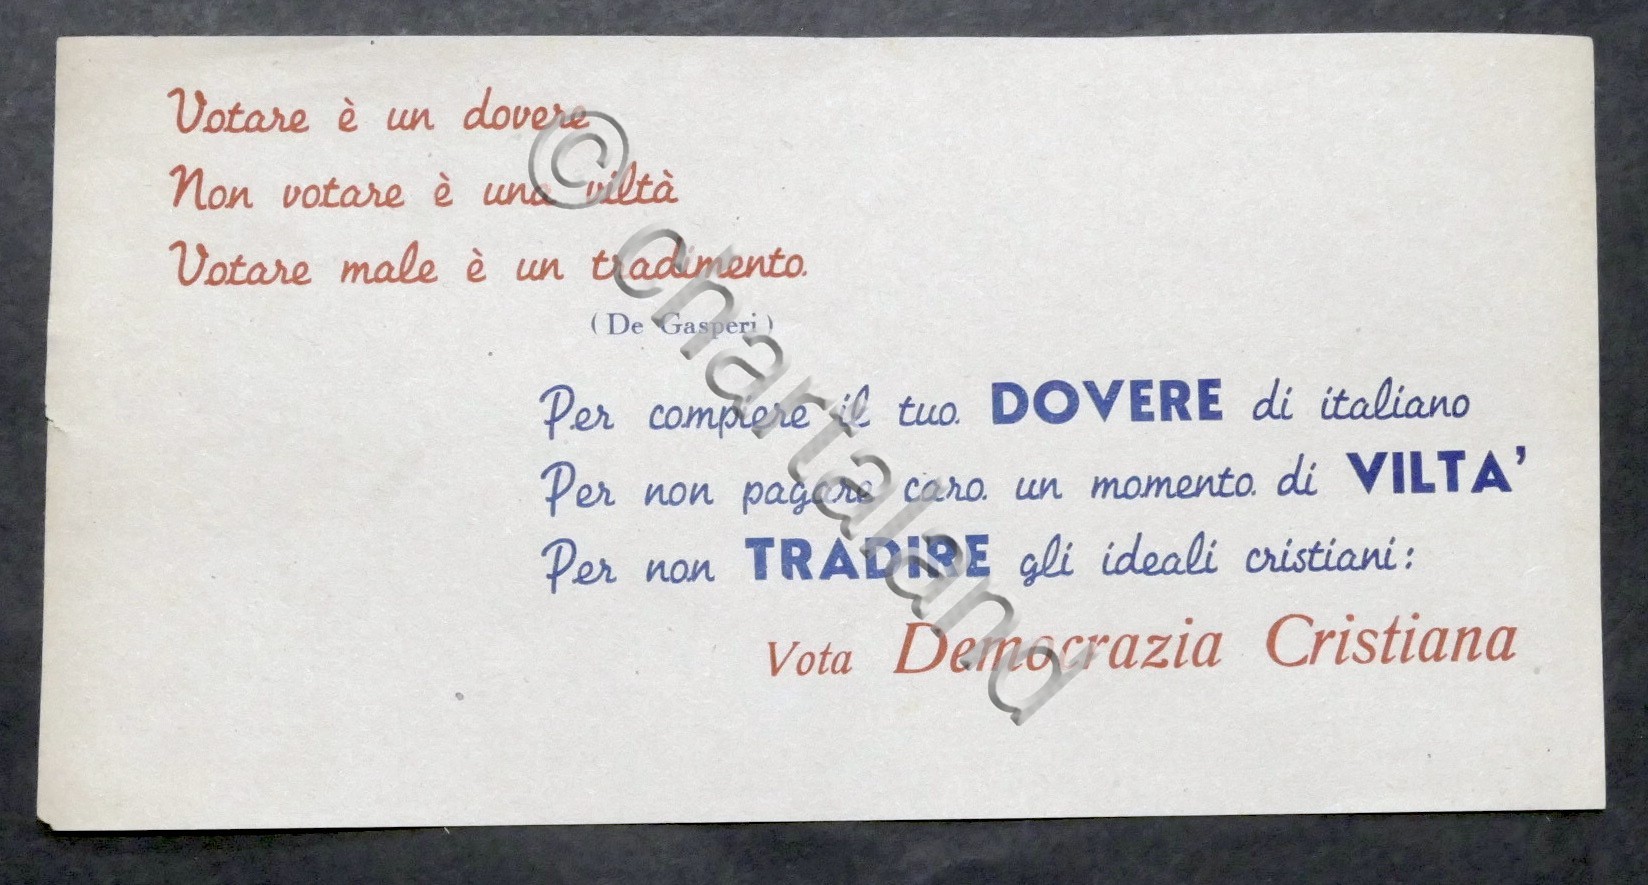 Votare è un dovere
Non votare è una viltà
Votare male è un tradimento.
(De Gasperi)
Per compiere il tuo DOVERE di italiano
Per non pagare caro un momento di VILTA'
Per non TRADIRE gli ideali cristiani:
Vota Democrazia Cristiana
© chartaland